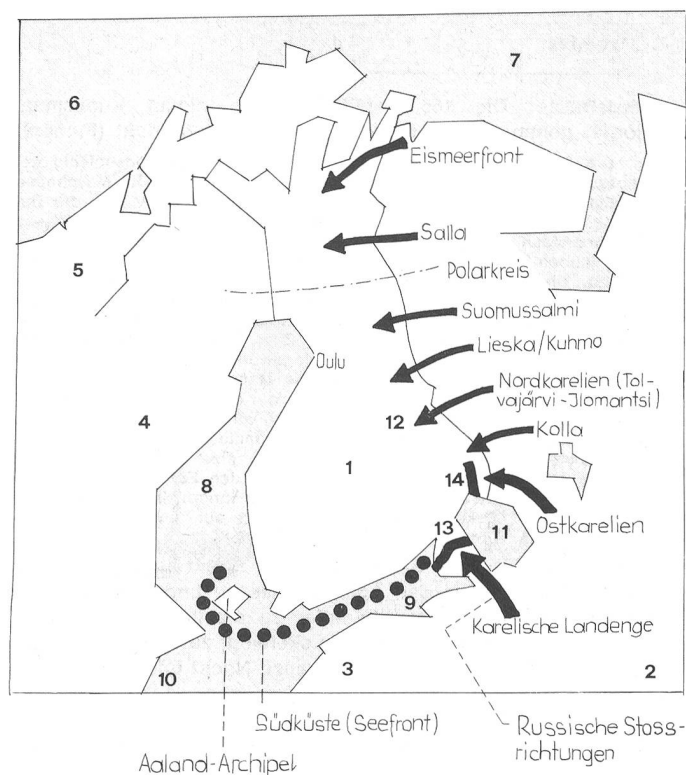 7
6
Eismeerfront
Salla
5
Polarkreis
Suomussalmi
Lieska/Kuhmo
Oulu
Nordkarelien (Tol-
vajärvi-Ilomantsi)
4
12
Kolla
1
8
14
Ostkarelien
13
11
9
Karelische Landenge
10
3
2
Südküste (Seefront)
Russische Stoss-
richtungen
Aaland-Archipel